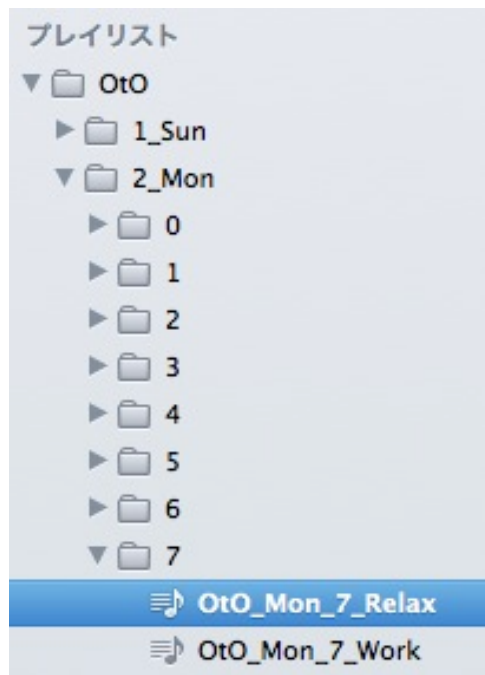 プレイリスト
OtO
1_Sun
2_Mon
0
1
2
3
4
5
6
7
OtO_Mon_7_Relax
OtO_Mon_7_Work